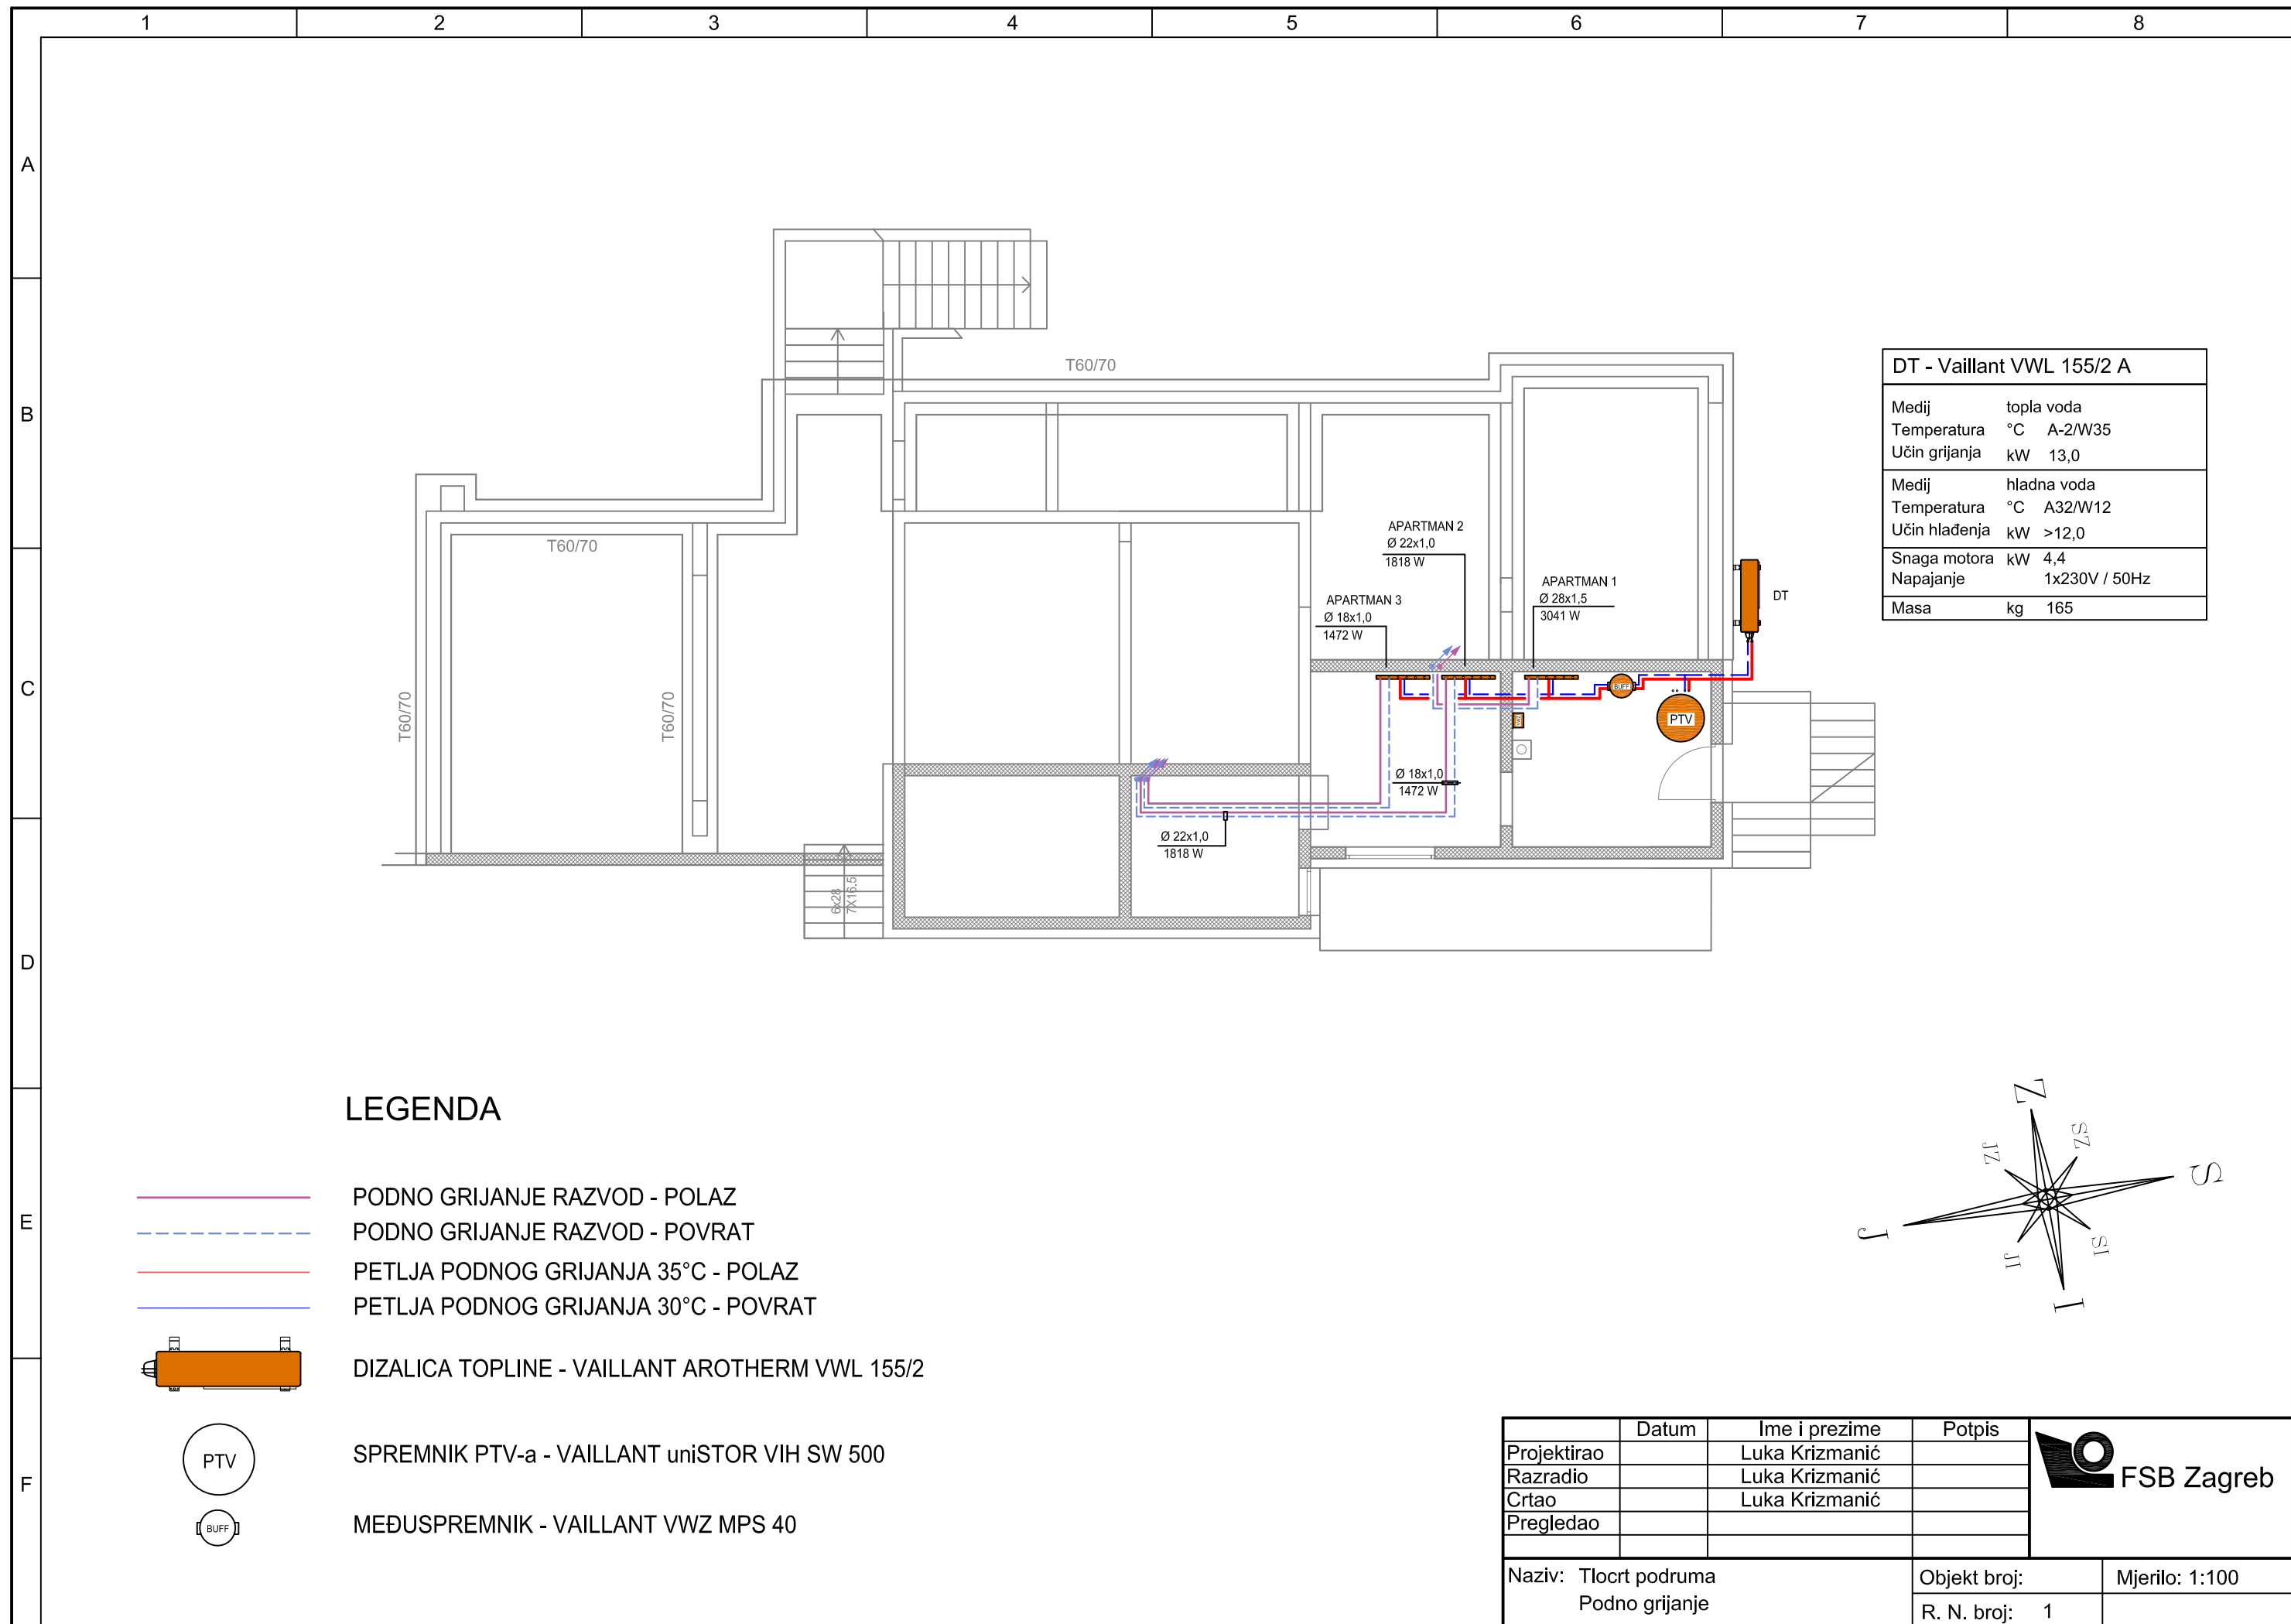 1 2 3 4 5 6 7 8
A
B
C
D
E
F
T60/70
T60/70
T60/70
T60/70
DT - Vaillant VWL 155/2 A
Medij topla voda
Temperatura °C A-2/W35
Učin grijanja kW 13,0
Medij hladna voda
Temperatura °C A32/W12
Učin hlađenja kW >12,0
Snaga motora kW 4,4
Napajanje 1x230V / 50Hz
Masa kg 165
APARTMAN 2
Ø 22x1,0
1818 W
APARTMAN 1
Ø 28x1,5
3041 W
APARTMAN 3
Ø 18x1,0
1472 W
DT
BUFF
PTV
Ø 18x1,0
1472 W
Ø 22x1,0
1818 W
6x28
7X16.5
LEGENDA
PODNO GRIJANJE RAZVOD - POLAZ
PODNO GRIJANJE RAZVOD - POVRAT
PETLJA PODNOG GRIJANJA 35°C - POLAZ
PETLJA PODNOG GRIJANJA 30°C - POVRAT
DIZALICA TOPLINE - VAILLANT AROTHERM VWL 155/2
PTV
SPREMNIK PTV-a - VAILLANT uniSTOR VIH SW 500
BUFF
MEĐUSPREMNIK - VAILLANT VWZ MPS 40
Z
SZ
S
SI
I
JI
J
JZ
Datum Ime i prezime Potpis
Projektirao Luka Krizmanić
Razradio Luka Krizmanić
Crtao Luka Krizmanić
Pregledao
FSB Zagreb
Naziv: Tlocrt podruma
Podno grijanje
Objekt broj:
Mjerilo: 1:100
R. N. broj: 1